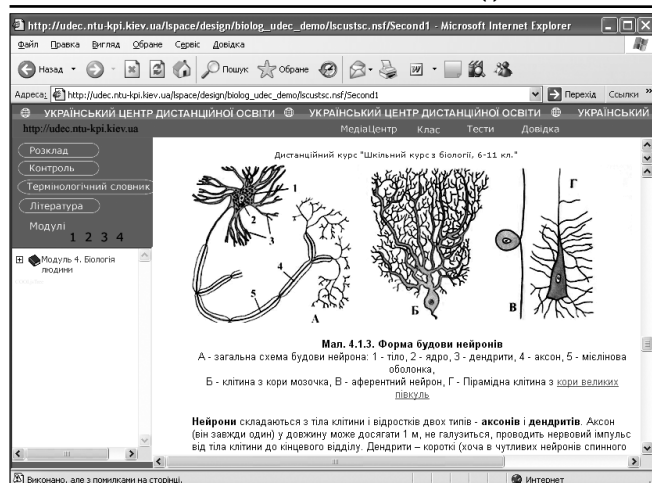 http://udec.ntu-kpi.kiev.ua/lspace/design/biolog_udec_demo/lscustsc.nsf/Second1 - Microsoft Internet Explorer
Файл Правка Вигляд Обране Сервіс Довідка
Назад Пошук Обране
Адреса: http://udec.ntu-kpi.kiev.ua/lspace/design/biolog_udec_demo/lscustsc.nsf/Second1 Перехід Ссылки »
УКРАЇНСЬКИЙ ЦЕНТР ДИСТАНЦІЙНОЇ ОСВІТИ УКРАЇНСЬКИЙ ЦЕНТР ДИСТАНЦІЙНОЇ ОСВІТИ УКРАЇНСЬКИЙ
http://udec.ntu-kpi.kiev.ua МедіаЦентр Клас Тести Довідка
Розклад
Контроль
Термінологічний словник
Література
Модулі
1 2 3 4
Модуль 4. Біологія
людини
Дистанційний курс "Шкільний курс з біології, 6-11 кл."
1
2
3
4
5
А
Б
В
Г
Мал. 4.1.3. Форма будови нейронів
А - загальна схема будови нейрона: 1 - тіло, 2 - ядро, 3 - дендрити, 4 - аксон, 5 - мієлінова
оболонка,
Б - клітина з кори мозочка, В - аферентний нейрон, Г - Пірамідна клітина з кори великих
півкуль
Нейрони складаються з тіла клітини і відростків двох типів - аксонів і дендритів. Аксон
(він завжди один) у довжину може досягати 1 м, не галузиться, проводить нервовий імпульс
від тіла клітини до кінцевого відділу. Дендрити – короткі (хоча в чутливих нейронів спинного
Виконано, але з помилками на сторінці. Интернет